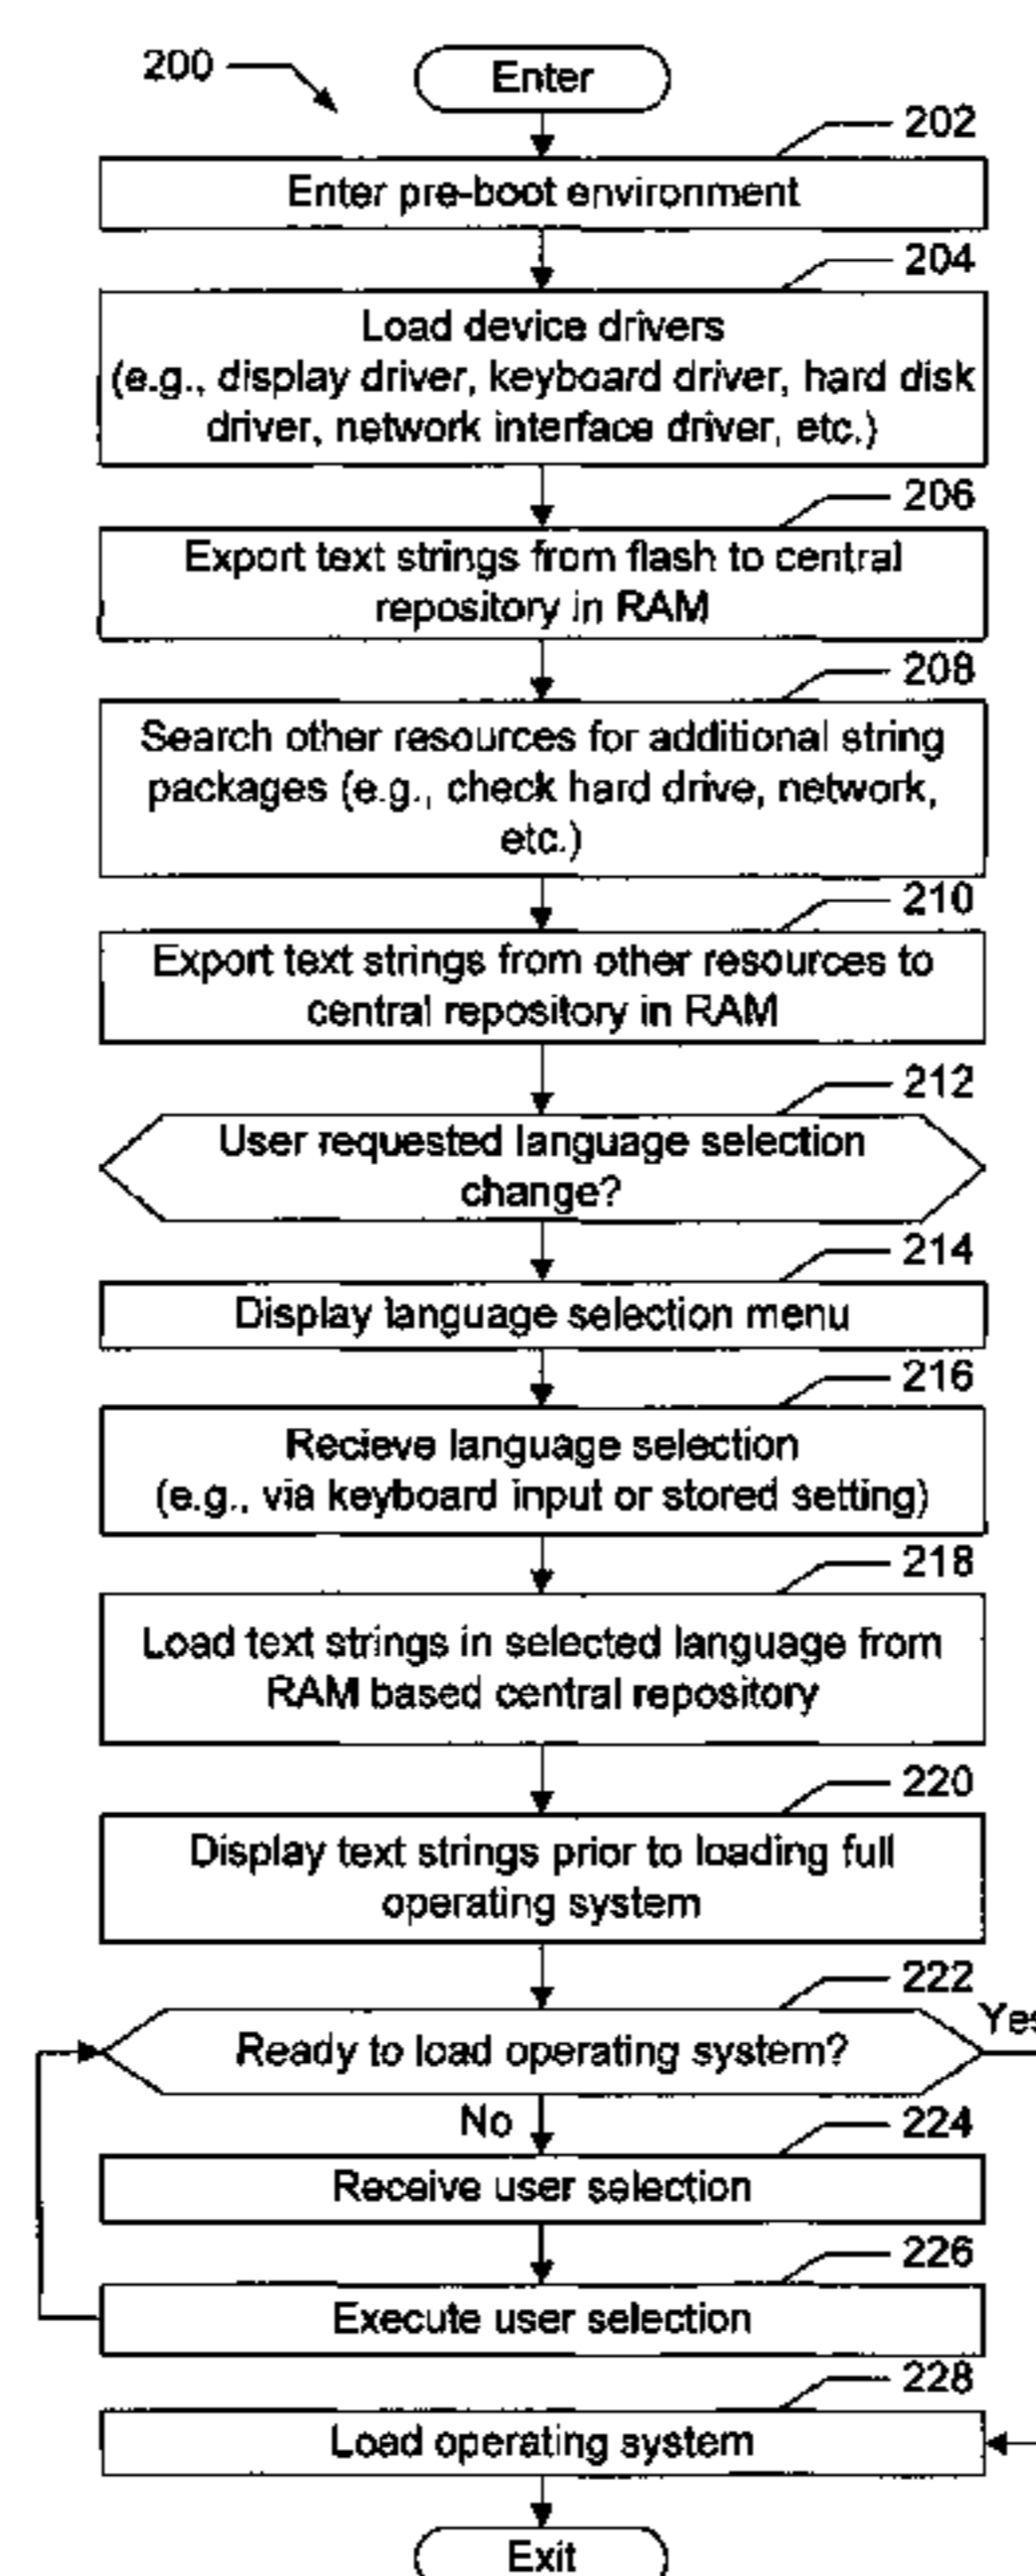 200
Enter
202
Enter pre-boot environment
204
Load device drivers
(e.g., display driver, keyboard driver, hard disk
driver, network interface driver, etc.)
206
Export text strings from flash to central
repository in RAM
208
Search other resources for additional string
packages (e.g., check hard drive, network,
etc.)
210
Export text strings from other resources to
central repository in RAM
212
User requested language selection
change?
214
Display language selection menu
216
Recieve language selection
(e.g., via keyboard input or stored setting)
218
Load text strings in selected language from
RAM based central repository
220
Display text strings prior to loading full
operating system
222
Yes
Ready to load operating system?
No
224
Receive user selection
226
Execute user selection
228
Load operating system
Exit